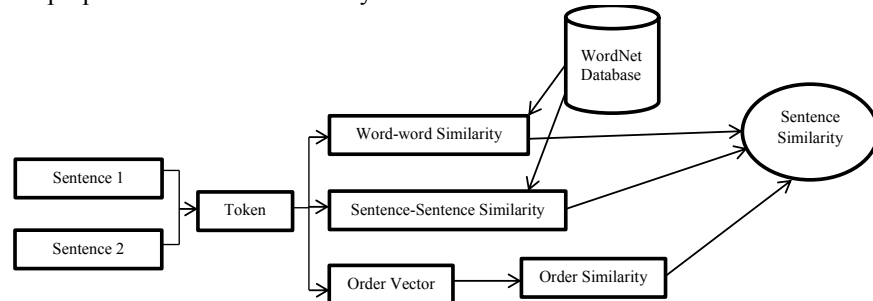 WordNet
Database
Sentence
Similarity
Word-word Similarity
Sentence 1
Token
Sentence-Sentence Similarity
Sentence 2
Order Vector
Order Similarity